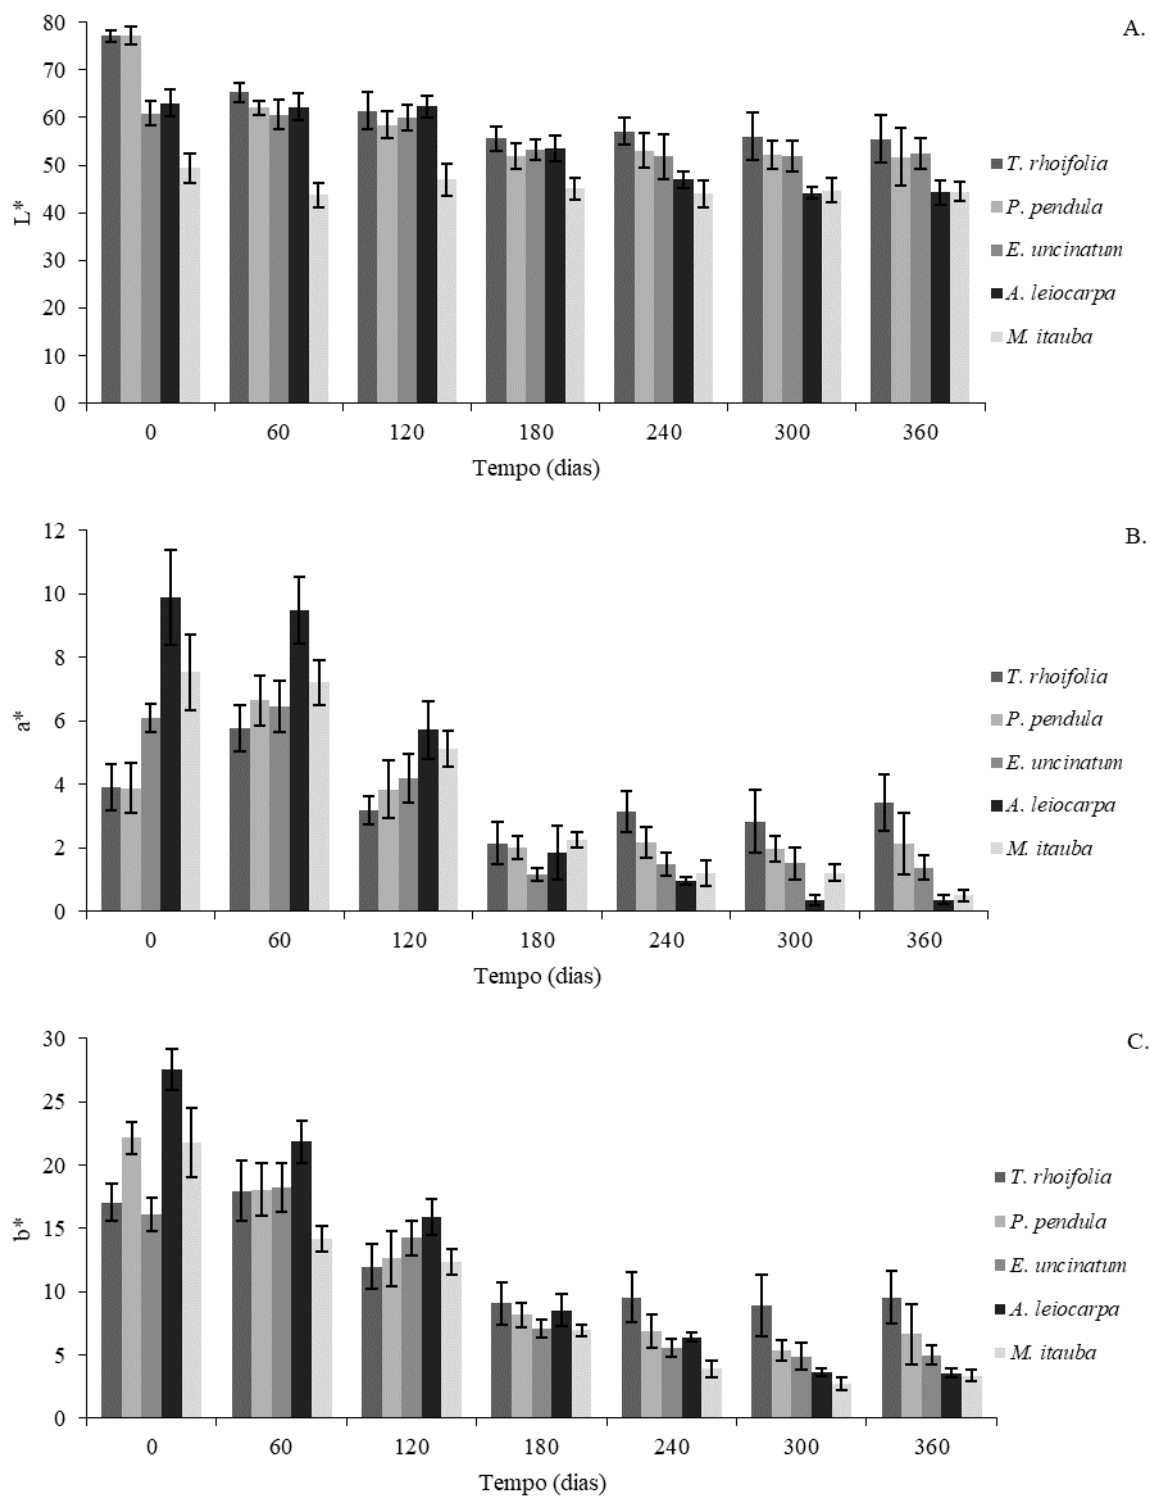 A.
80
70
60
50
40
30
20
10
0
L*
0 60 120 180 240 300 360
Tempo (dias)
T. rhoifolia
P. pendula
E. uncinatum
A. leiocarpa
M. itauba
B.
12
10
8
6
4
2
0
a*
0 60 120 180 240 300 360
Tempo (dias)
T. rhoifolia
P. pendula
E. uncinatum
A. leiocarpa
M. itauba
C.
30
25
20
15
10
5
0
b*
0 60 120 180 240 300 360
Tempo (dias)
T. rhoifolia
P. pendula
E. uncinatum
A. leiocarpa
M. itauba